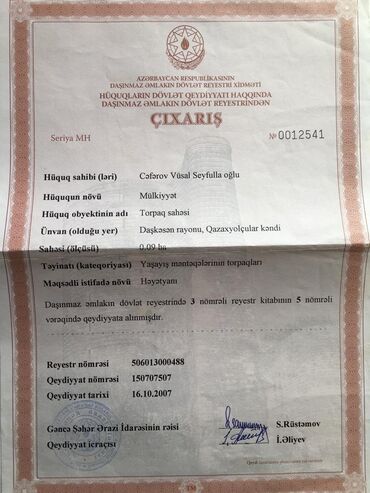 AZƏRBAYCAN RESPUBLİKASININ
DAŞINMAZ ƏMLAKIN DÖVLƏT REYESTRİ XİDMƏTİ
HÜQUQLARIN DÖVLƏT QEYDİYYATI HAQQINDA
DAŞINMAZ ƏMLAKIN DÖVLƏT REYESTRİNDƏN
ÇIXARIŞ
Seriya MH № 0012541
Hüquq sahibi (ləri) Cəfərov Vüsal Seyfulla oğlu
Hüququn növü Mülkiyyət
Hüquq obyektinin adı Torpaq sahəsi
Ünvan (olduğu yer) Daşkəsən rayonu, Qazaxyolçular kəndi
Sahəsi (ölçüsü) 0.09 ha
Təyinatı (kateqoriyası) Yaşayış məntəqələrinin torpaqları
Məqsədli istifadə növü Həyətyanı
Daşınmaz əmlakın dövlət reyestrində 3 nömrəli reyestr kitabının 5 nömrəli
vərəqində qeydiyyata alınmışdır.
Reyestr nömrəsi 506013000488
Qeydiyyat nömrəsi 150707507
Qeydiyyat tarixi 16.10.2007
Gəncə Şəhər Ərazi İdarəsinin rəisi S.Rüstəmov
Qeydiyyat icraçısı İ.Əliyev